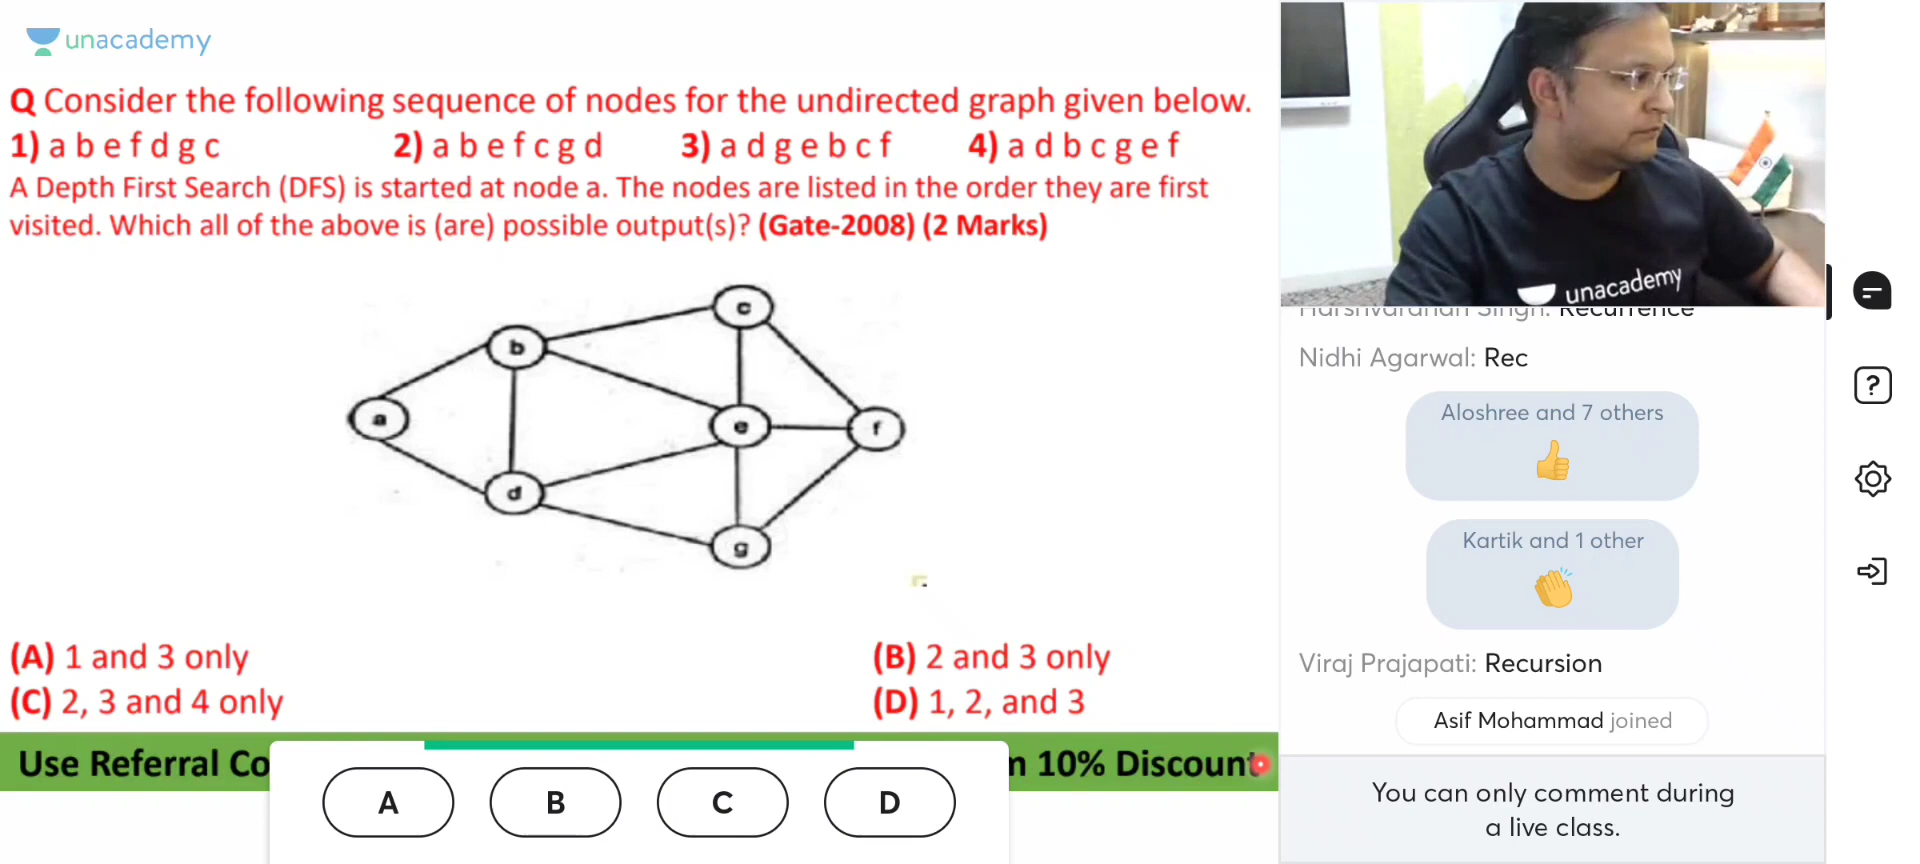 unacademy
Q Consider the following sequence of nodes for the undirected graph given below.
1) a b e f d g c 2) a b e f c g d 3) a d g e b c f 4) a d b c g e f
A Depth First Search (DFS) is started at node a. The nodes are listed in the order they are first
visited. Which all of the above is (are) possible output(s)? (Gate-2008) (2 Marks)
c
b
a
e
f
d
g
(A) 1 and 3 only
(B) 2 and 3 only
(C) 2, 3 and 4 only
(D) 1, 2, and 3
Use Referral Co
10% Discount
A B C D
unacademy
Harshvardhan Singh: Recurrence
Nidhi Agarwal: Rec
Aloshree and 7 others
Kartik and 1 other
Viraj Prajapati: Recursion
Asif Mohammad joined
You can only comment during
a live class.
?